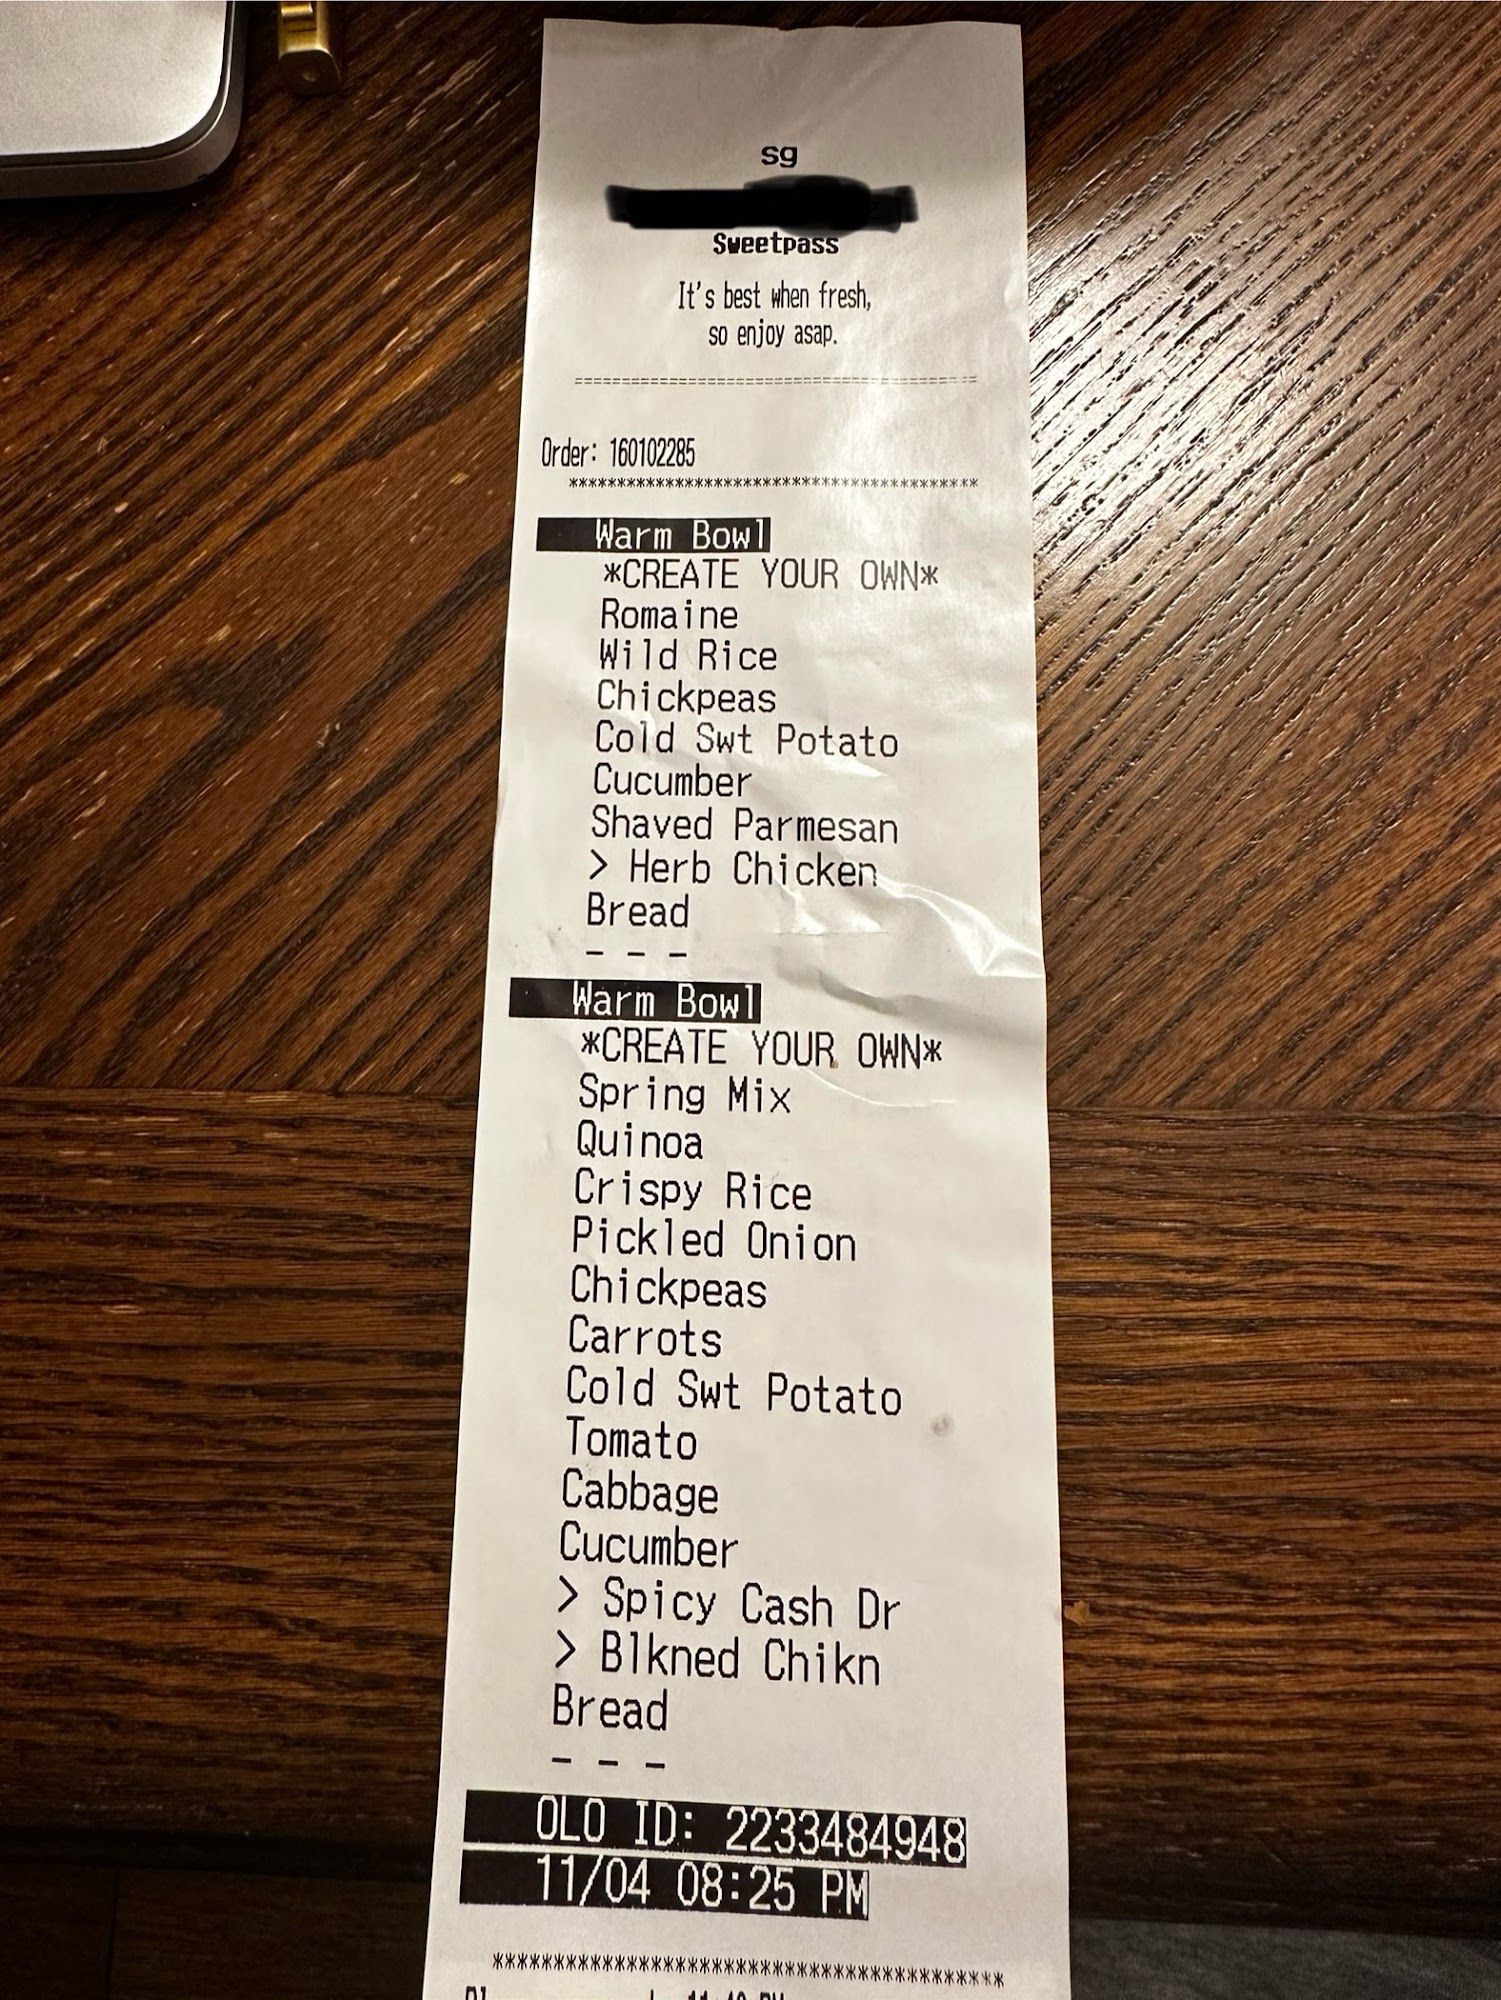 sg
Sweetpass
It's best when fresh,
so enjoy asap.
===========================================
Order: 160102285
*******************************************
Warm Bowl
*CREATE YOUR OWN*
Romaine
Wild Rice
Chickpeas
Cold Swt Potato
Cucumber
Shaved Parmesan
> Herb Chicken
Bread
- - -
Warm Bowl
*CREATE YOUR OWN*
Spring Mix
Quinoa
Crispy Rice
Pickled Onion
Chickpeas
Carrots
Cold Swt Potato
Tomato
Cabbage
Cucumber
> Spicy Cash Dr
> Blkned Chikn
Bread
- - -
OLO ID: 2233484948
11/04 08:25 PM
*******************************************